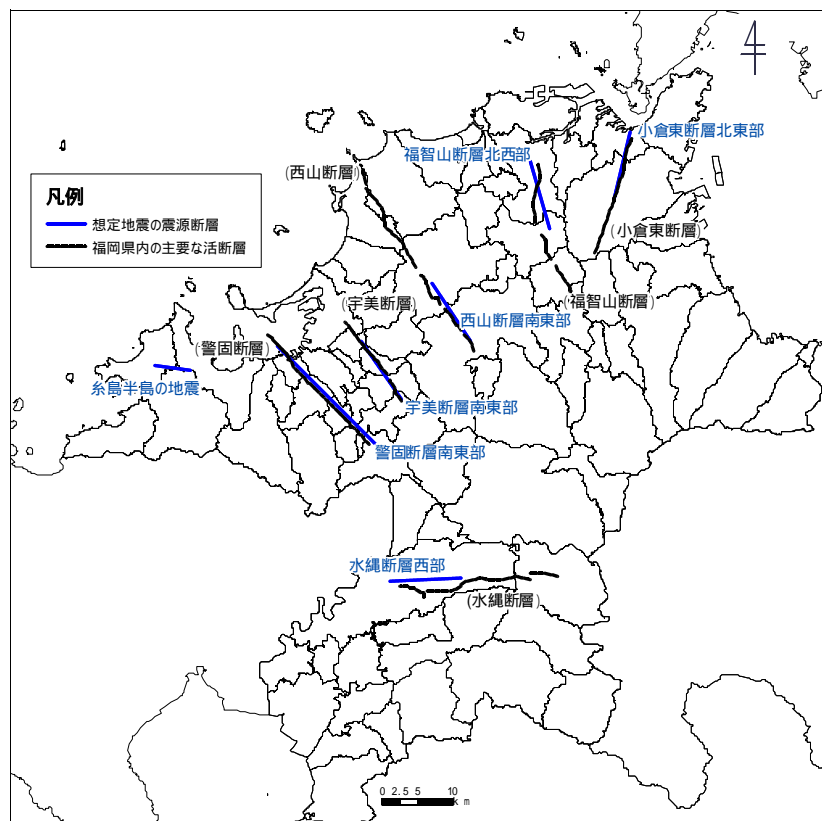 小倉東断層北東部
福智山断層北西部
(西山断層)
凡例
想定地震の震源断層
福岡県内の主要な活断層
(小倉東断層)
(福智山断層)
(宇美断層)
西山断層南東部
(警固断層)
糸島半島の地震
宇美断層南東部
警固断層南東部
水縄断層西部
(水縄断層)
0 2.5 5 10
km